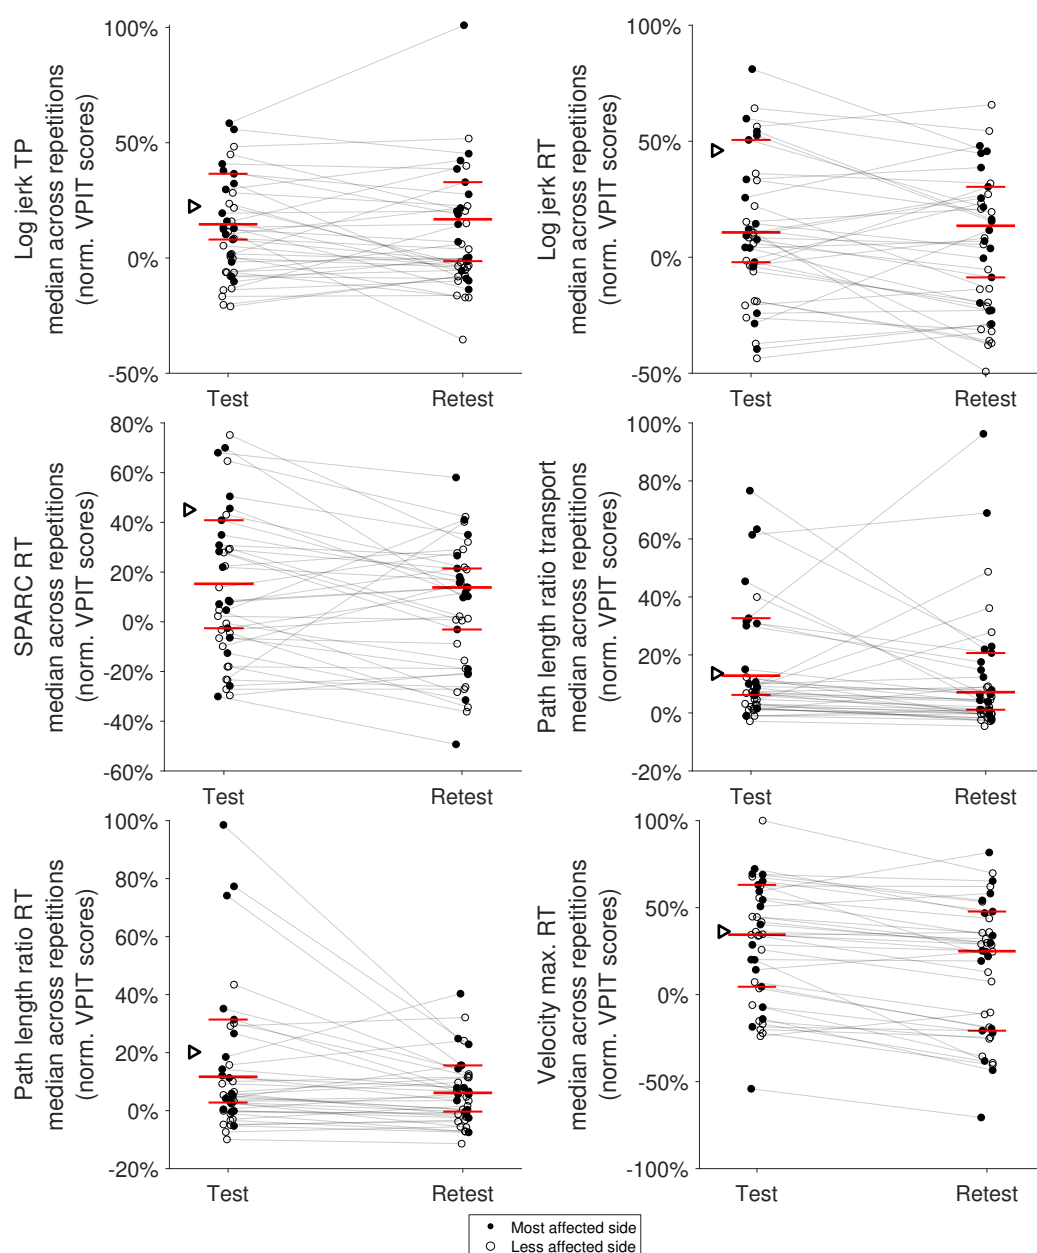 Log jerk TP
median across repetitions
(norm. VPIT scores)
100%
50%
0%
-50%
Test
Retest
Log jerk RT
median across repetitions
(norm. VPIT scores)
100%
50%
0%
-50%
Test
Retest
SPARC RT
median across repetitions
(norm. VPIT scores)
80%
60%
40%
20%
0%
-20%
-40%
-60%
Test
Retest
Path length ratio transport
median across repetitions
(norm. VPIT scores)
100%
80%
60%
40%
20%
0%
-20%
Test
Retest
Path length ratio RT
median across repetitions
(norm. VPIT scores)
100%
80%
60%
40%
20%
0%
-20%
Test
Retest
Velocity max. RT
median across repetitions
(norm. VPIT scores)
100%
50%
0%
-50%
-100%
Test
Retest
Most affected side
Less affected side